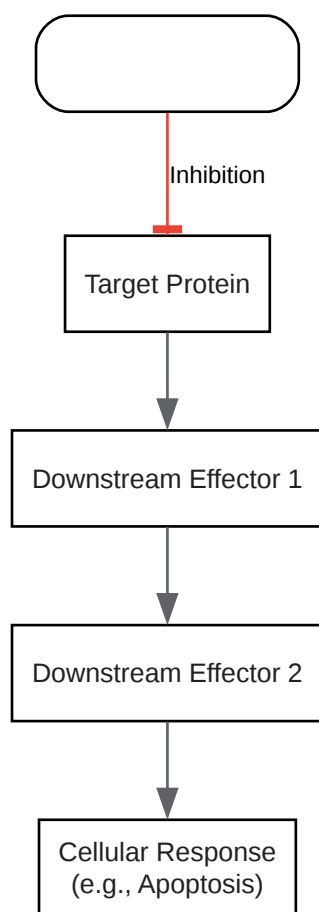 Inhibition
Target Protein
Downstream Effector 1
Downstream Effector 2
Cellular Response
(e.g., Apoptosis)